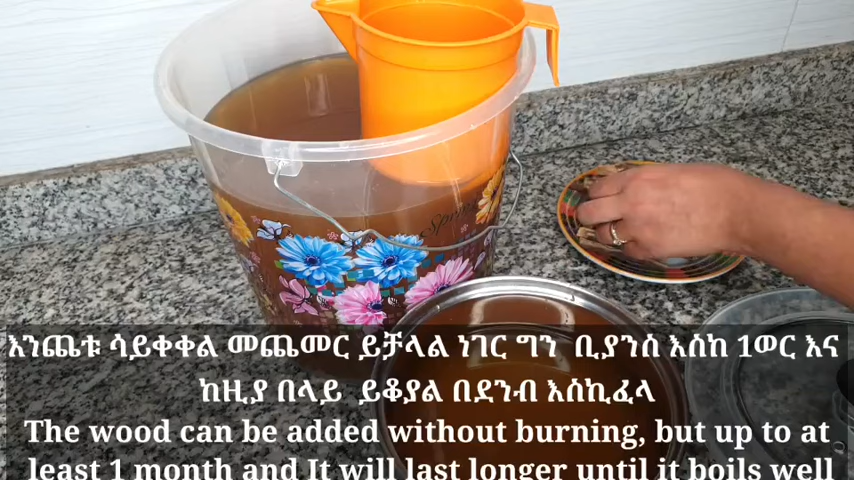 Spring
እንጨቱ ሳይቀቀል መጨመር ይቻላል ነገር ግን ቢያንስ እስከ 1ወር እና
ከዚያ በላይ ይቆያል በደንብ እስኪፈላ
The wood can be added without burning, but up to at
least 1 month and It will last longer until it boils well